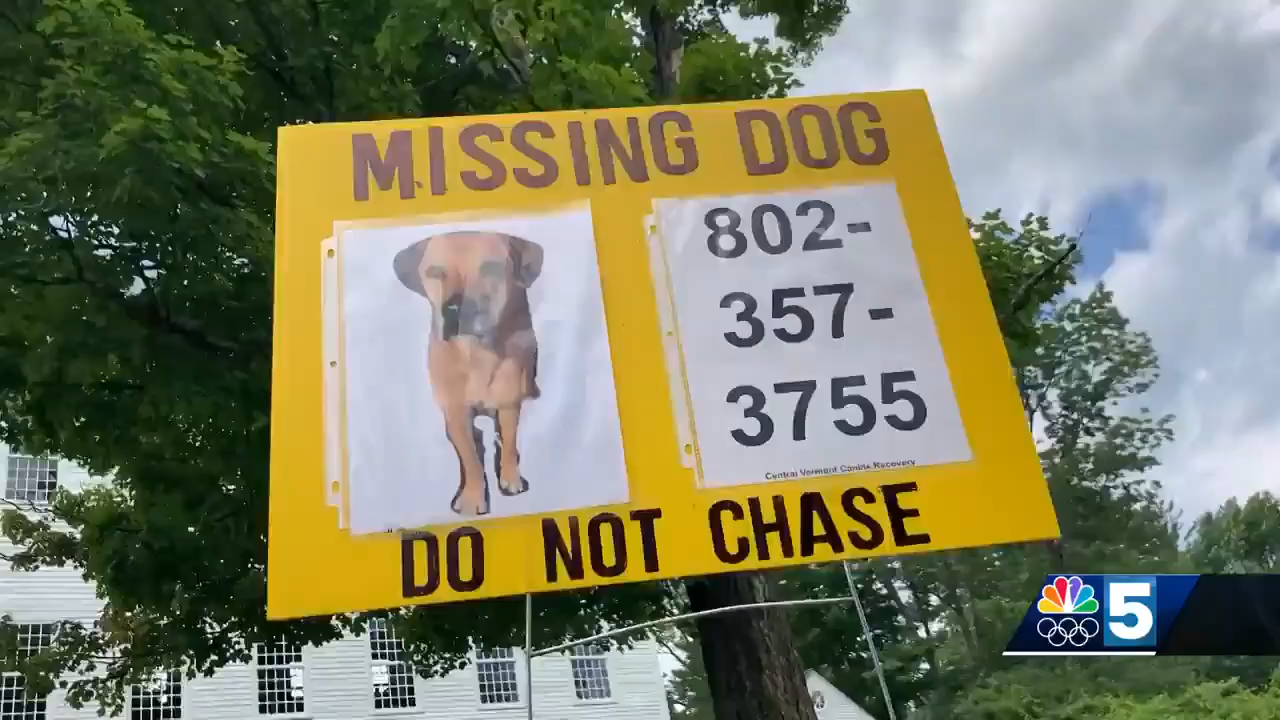 MISSING DOG
802-
357-
3755
Central Vermont Canine Recovery
DO NOT CHASE
5